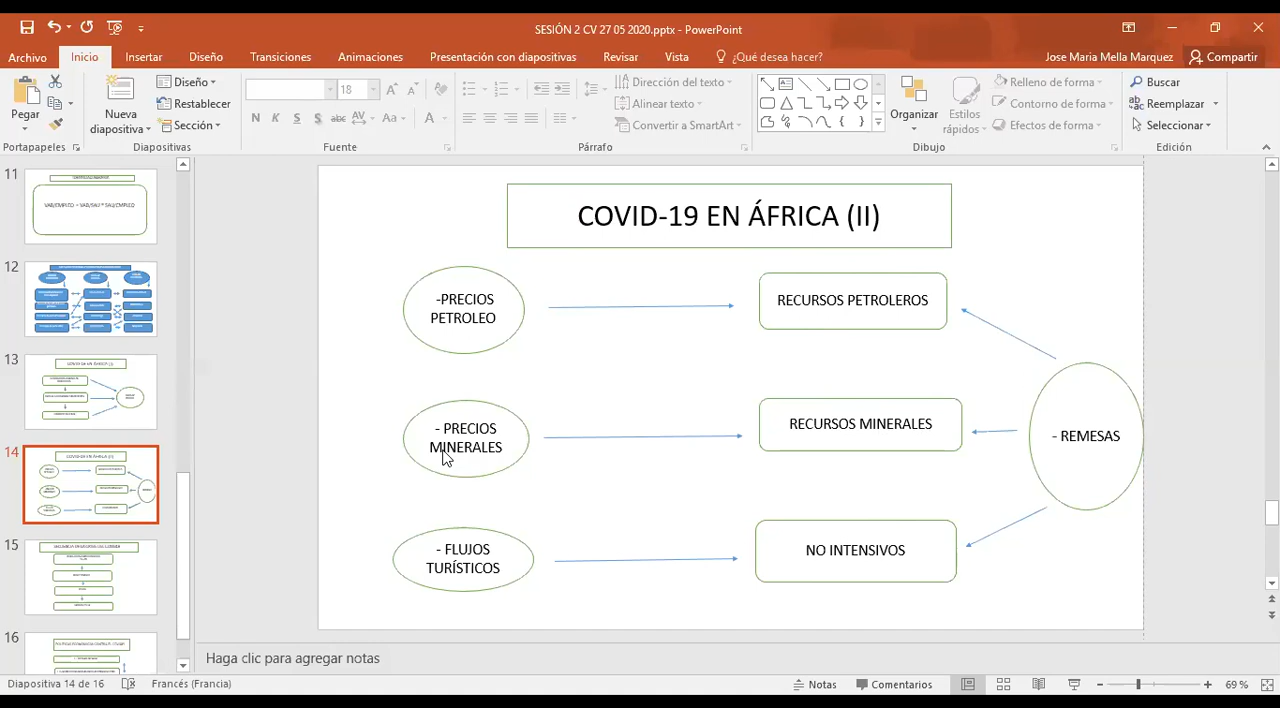 SESIÓN 2 CV 27 05 2020.pptx - PowerPoint
Archivo Inicio Insertar Diseño Transiciones Animaciones Presentación con diapositivas Revisar Vista ¿Qué desea hacer? Jose Maria Mella Marquez Compartir
Pegar
Nueva
diapositiva
Diseño
Restablecer
Sección
18
N K S S abc AV Aa A
Dirección del texto
Alinear texto
Convertir a SmartArt
Organizar
Estilos
rápidos
Relleno de forma
Contorno de forma
Efectos de forma
Buscar
Reemplazar
Seleccionar
Portapapeles Diapositivas Fuente Párrafo Dibujo Edición
11
12
13
14
15
16
COVID-19 EN ÁFRICA (II)
-PRECIOS
PETROLEO
RECURSOS PETROLEROS
- PRECIOS
MINERALES
RECURSOS MINERALES
- REMESAS
- FLUJOS
TURÍSTICOS
NO INTENSIVOS
Haga clic para agregar notas
Diapositiva 14 de 16 Francés (Francia) Notas Comentarios 69 %